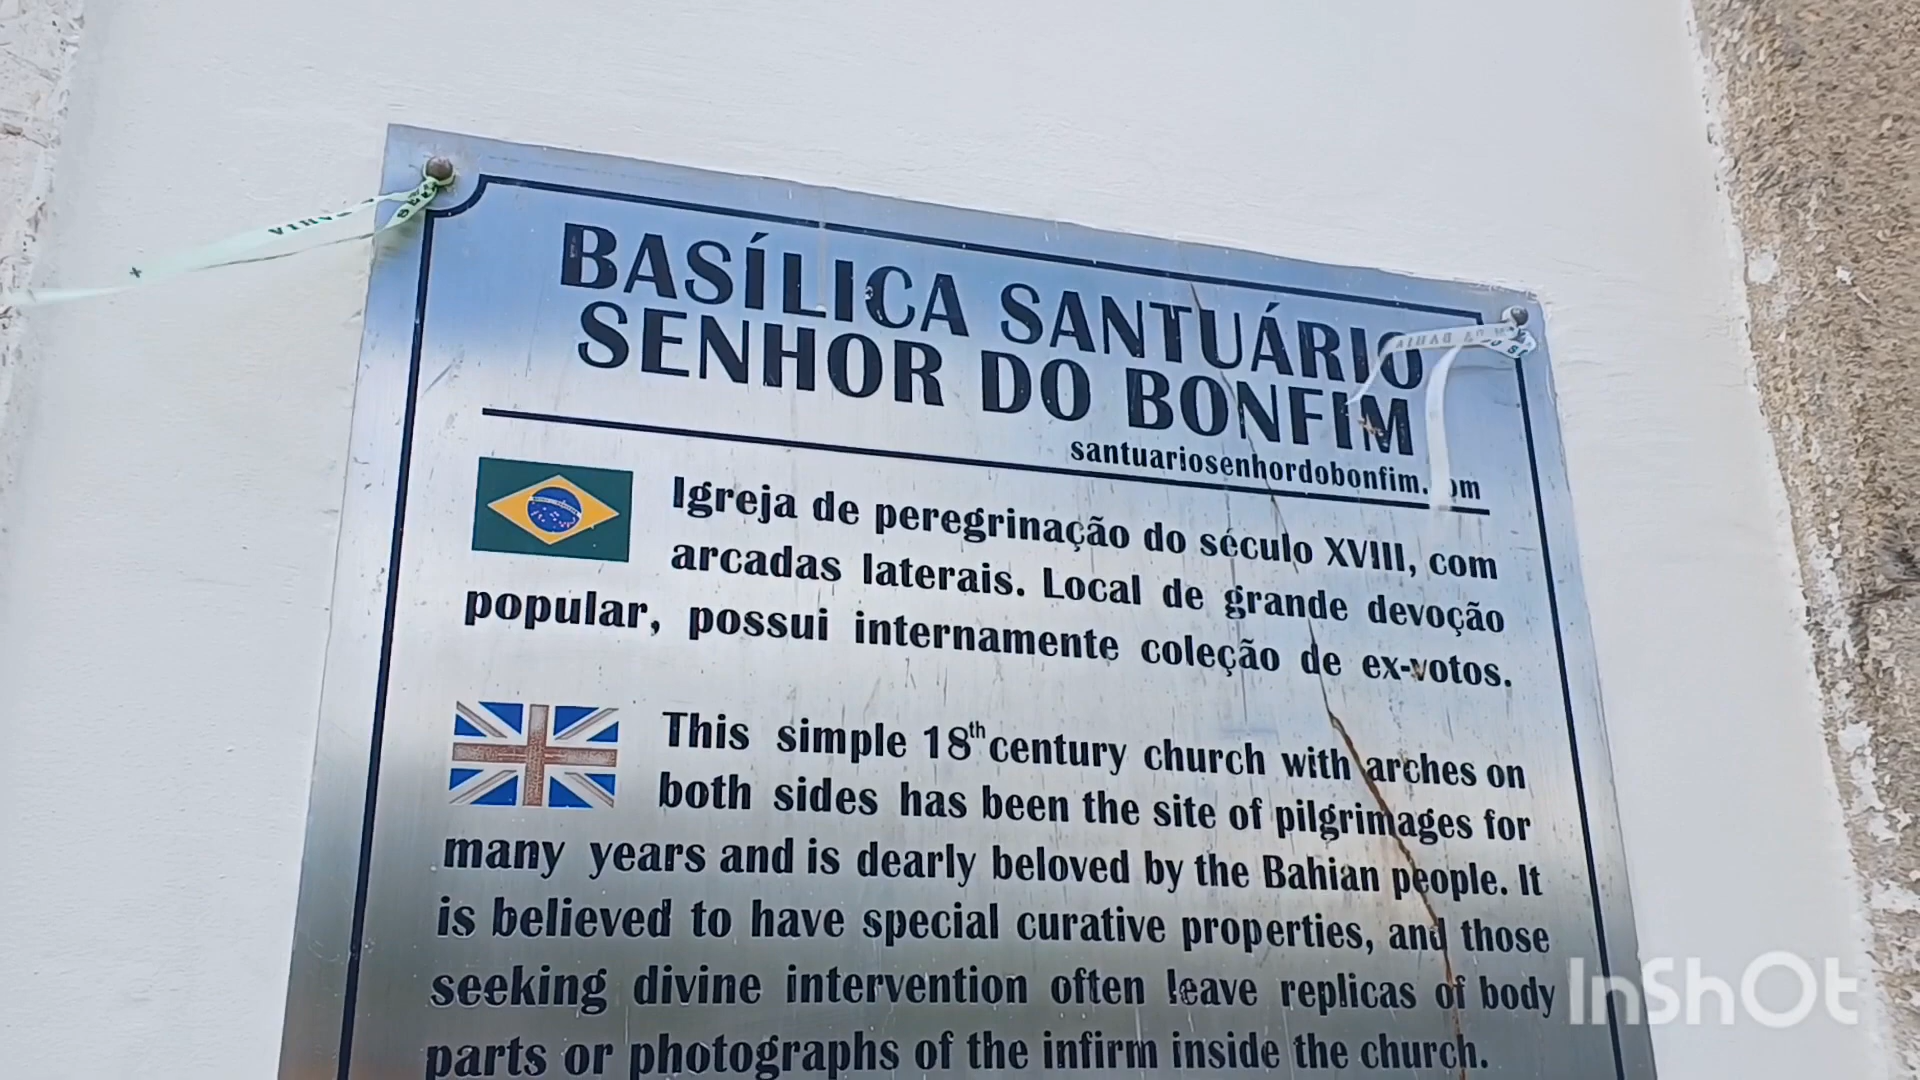 BASÍLICA SANTUÁRIO
SENHOR DO BONFIM
santuariosenhordobonfim. om
Igreja de peregrinação do século XVIII, com
arcadas laterais. Local de grande devoção
popular, possui internamente coleção de ex-votos.
This simple 18th century church with arches on
both sides has been the site of pilgrimages for
many years and is dearly beloved by the Bahian people. It
is believed to have special curative properties, and those
seeking divine intervention often leave replicas of body
parts or photographs of the infirm inside the church.
BAHIA
DA BAHIA
InShOt